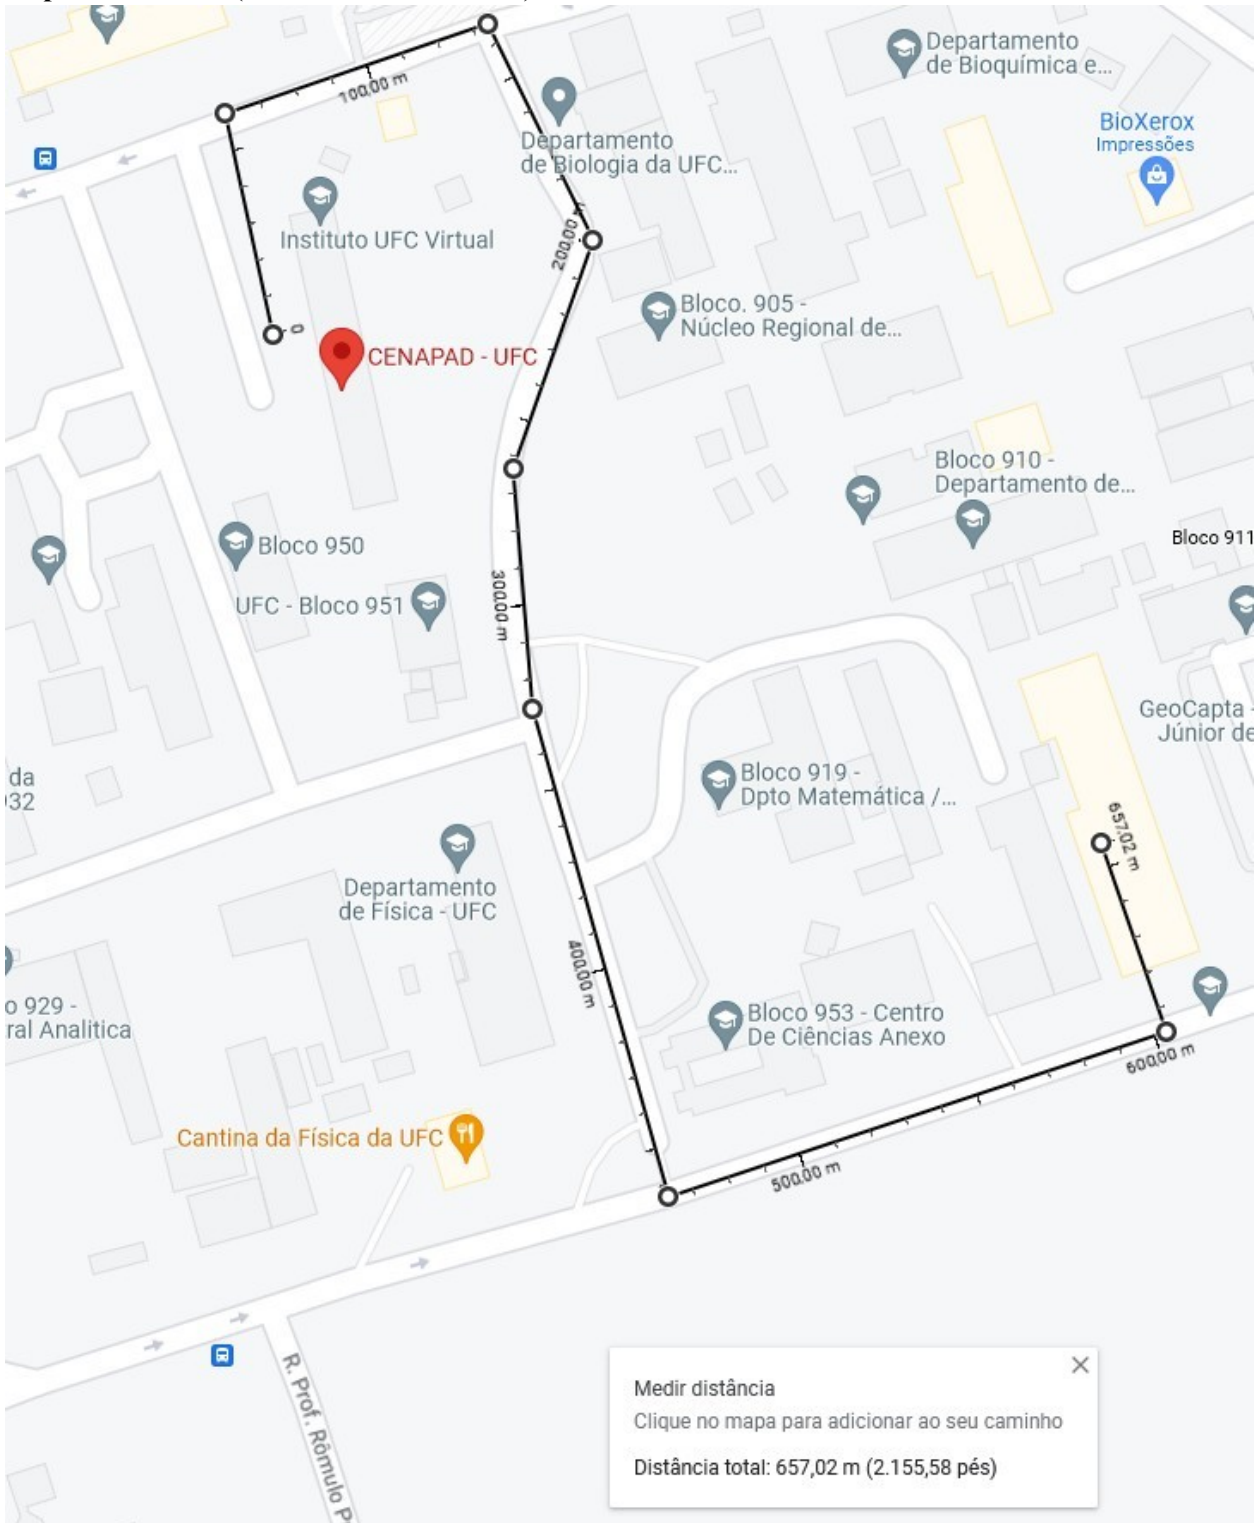 100,00 m
Departamento
de Bioquímica e...
BioXerox
Impressões
Departamento
de Biologia da UFC...
Instituto UFC Virtual
200,00
0
Bloco. 905 -
Núcleo Regional de...
CENAPAD - UFC
Bloco 910 -
Departamento de...
Bloco 911
Bloco 950
UFC - Bloco 951
300,00 m
GeoCapta -
Júnior de
da
932
Bloco 919 -
Dpto Matemática /...
657,02 m
Departamento
de Física - UFC
400,00 m
o 929 -
ral Analitica
Bloco 953 - Centro
De Ciências Anexo
600,00 m
Cantina da Física da UFC
500,00 m
R. Prof. Rômulo P
Medir distância
Clique no mapa para adicionar ao seu caminho
Distância total: 657,02 m (2.155,58 pés)